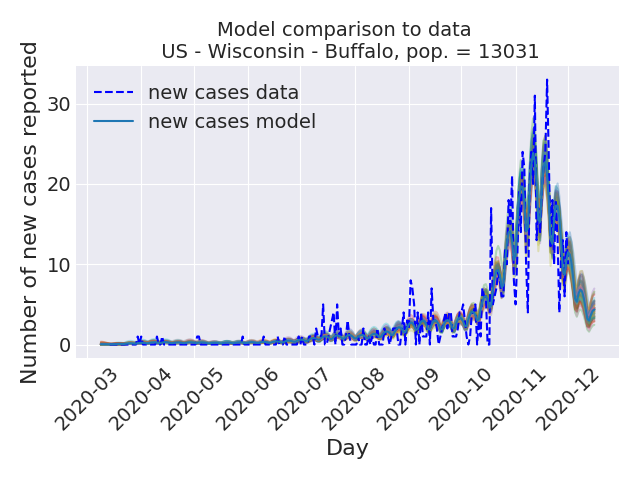 Model comparison to data
US - Wisconsin - Buffalo, pop. = 13031
Number of new cases reported
30
20
10
0
new cases data
new cases model
2020-03
2020-04
2020-05
2020-06
2020-07
2020-08
2020-09
2020-10
2020-11
2020-12
Day